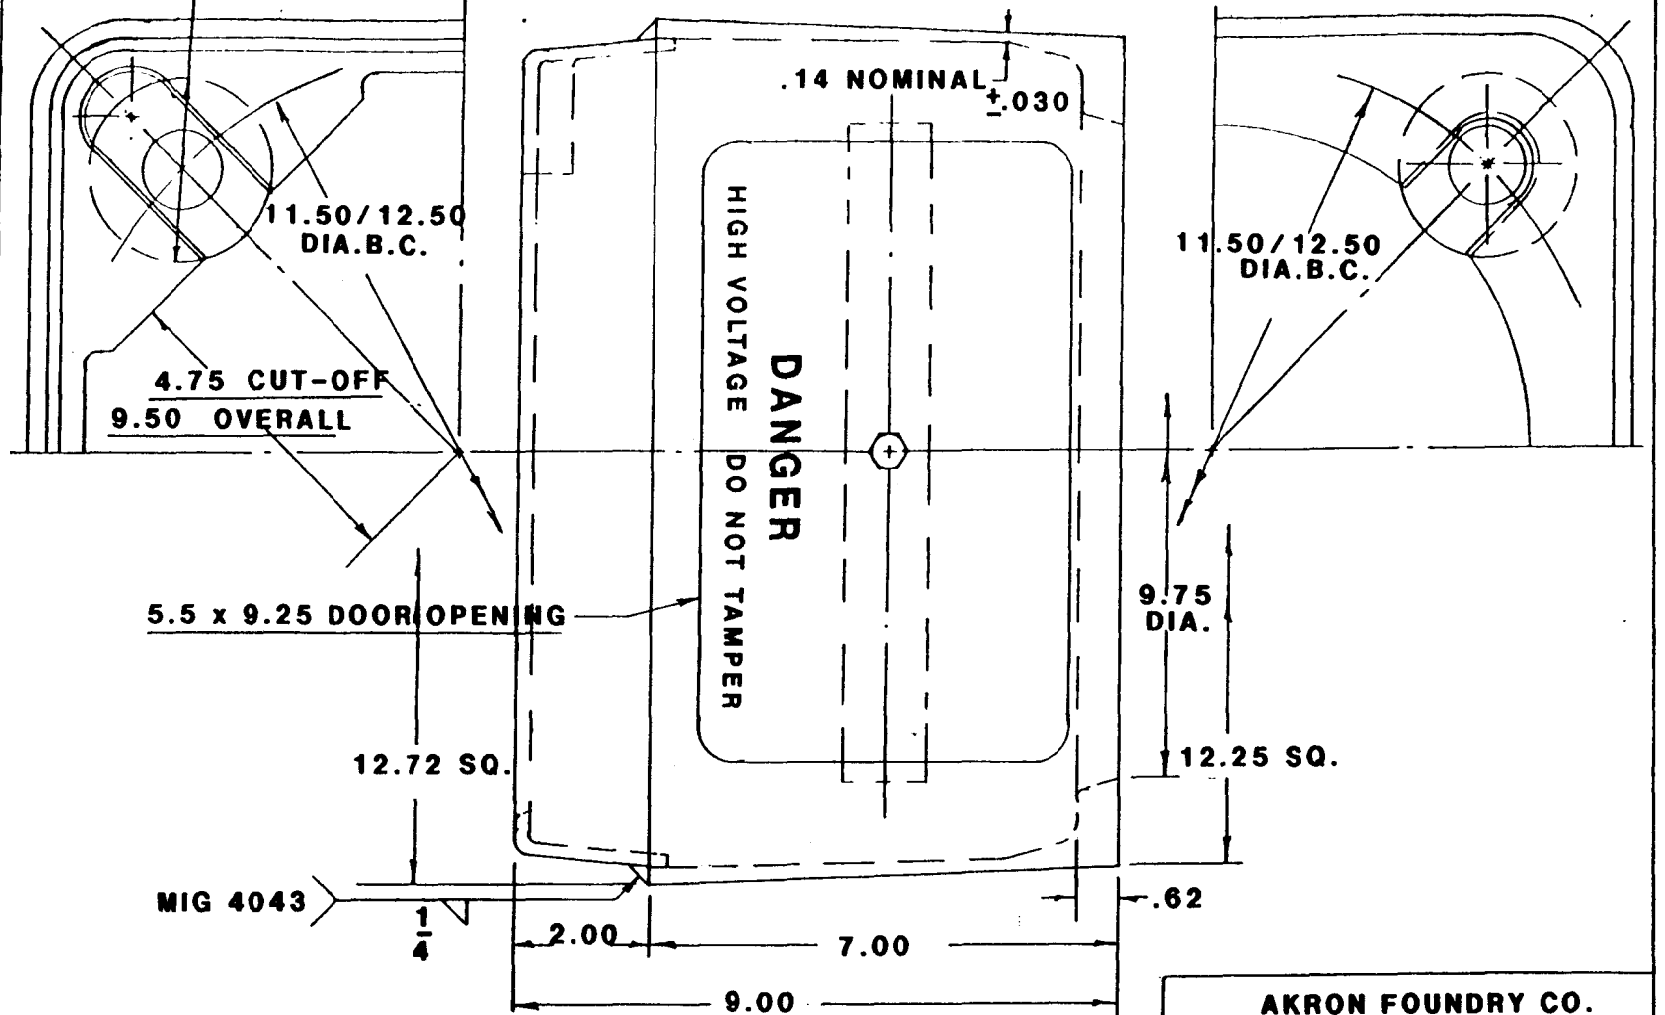 .14 NOMINAL
±.030
11.50/12.50
DIA.B.C.
11.50/12.50
DIA.B.C.
HIGH VOLTAGE DO NOT TAMPER
DANGER
4.75 CUT-OFF
9.50 OVERALL
5.5 x 9.25 DOOR OPENING
9.75
DIA.
12.72 SQ.
12.25 SQ.
MIG 4043
1/4
.62
2.00
7.00
9.00
AKRON FOUNDRY CO.